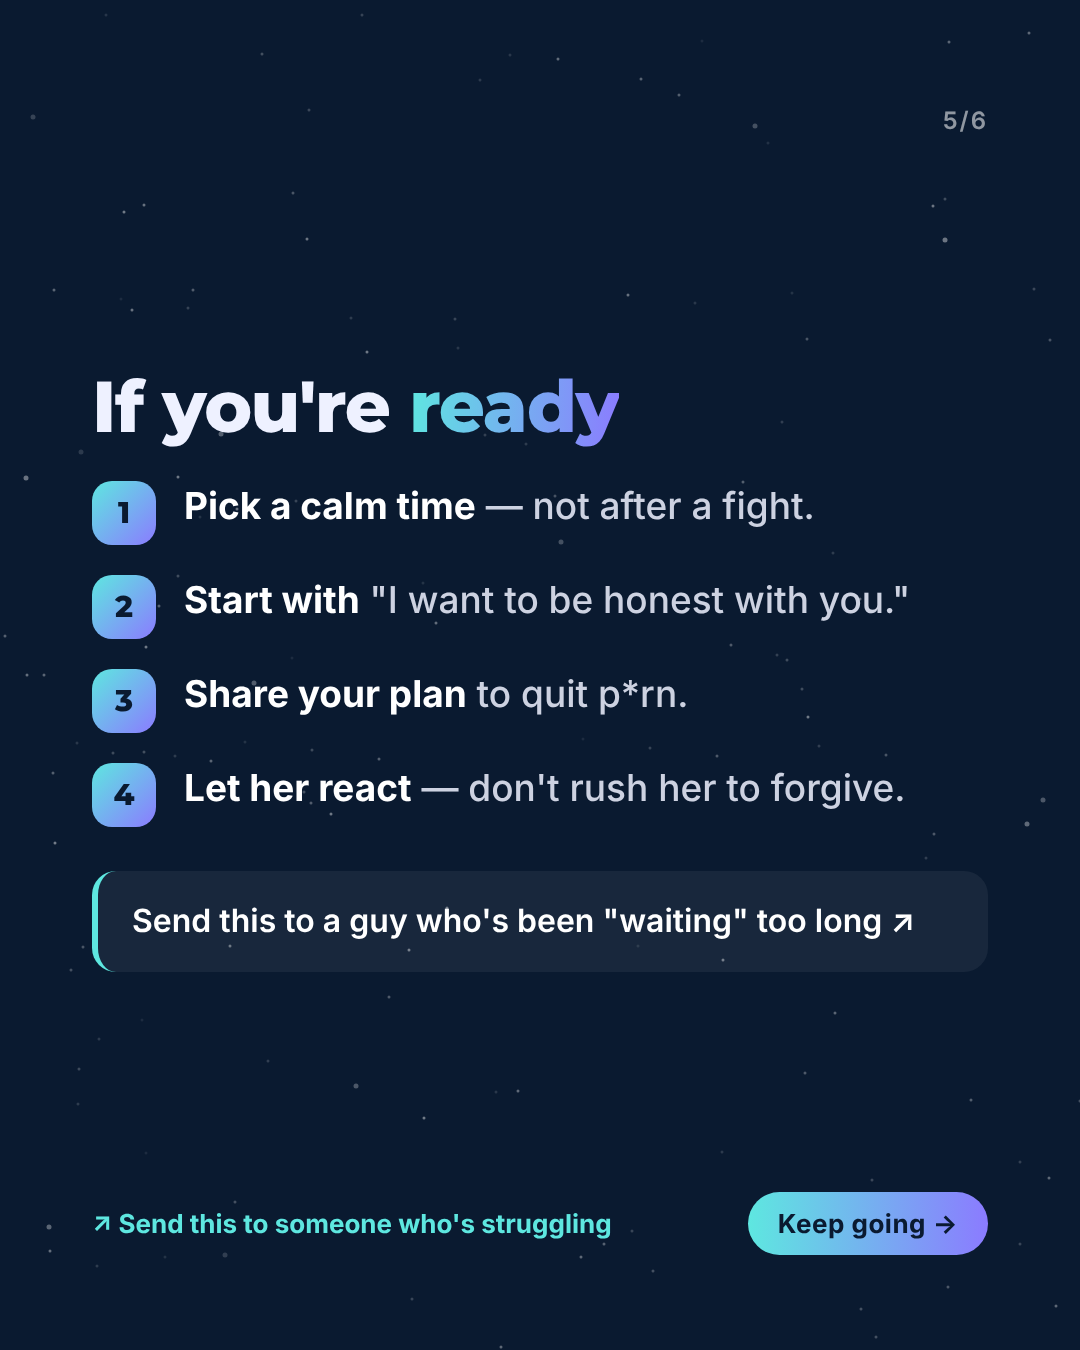 5/6
If you're ready
1 Pick a calm time — not after a fight.
2 Start with "I want to be honest with you."
3 Share your plan to quit p*rn.
4 Let her react — don't rush her to forgive.
Send this to a guy who's been "waiting" too long ↗
↗ Send this to someone who's struggling
Keep going →